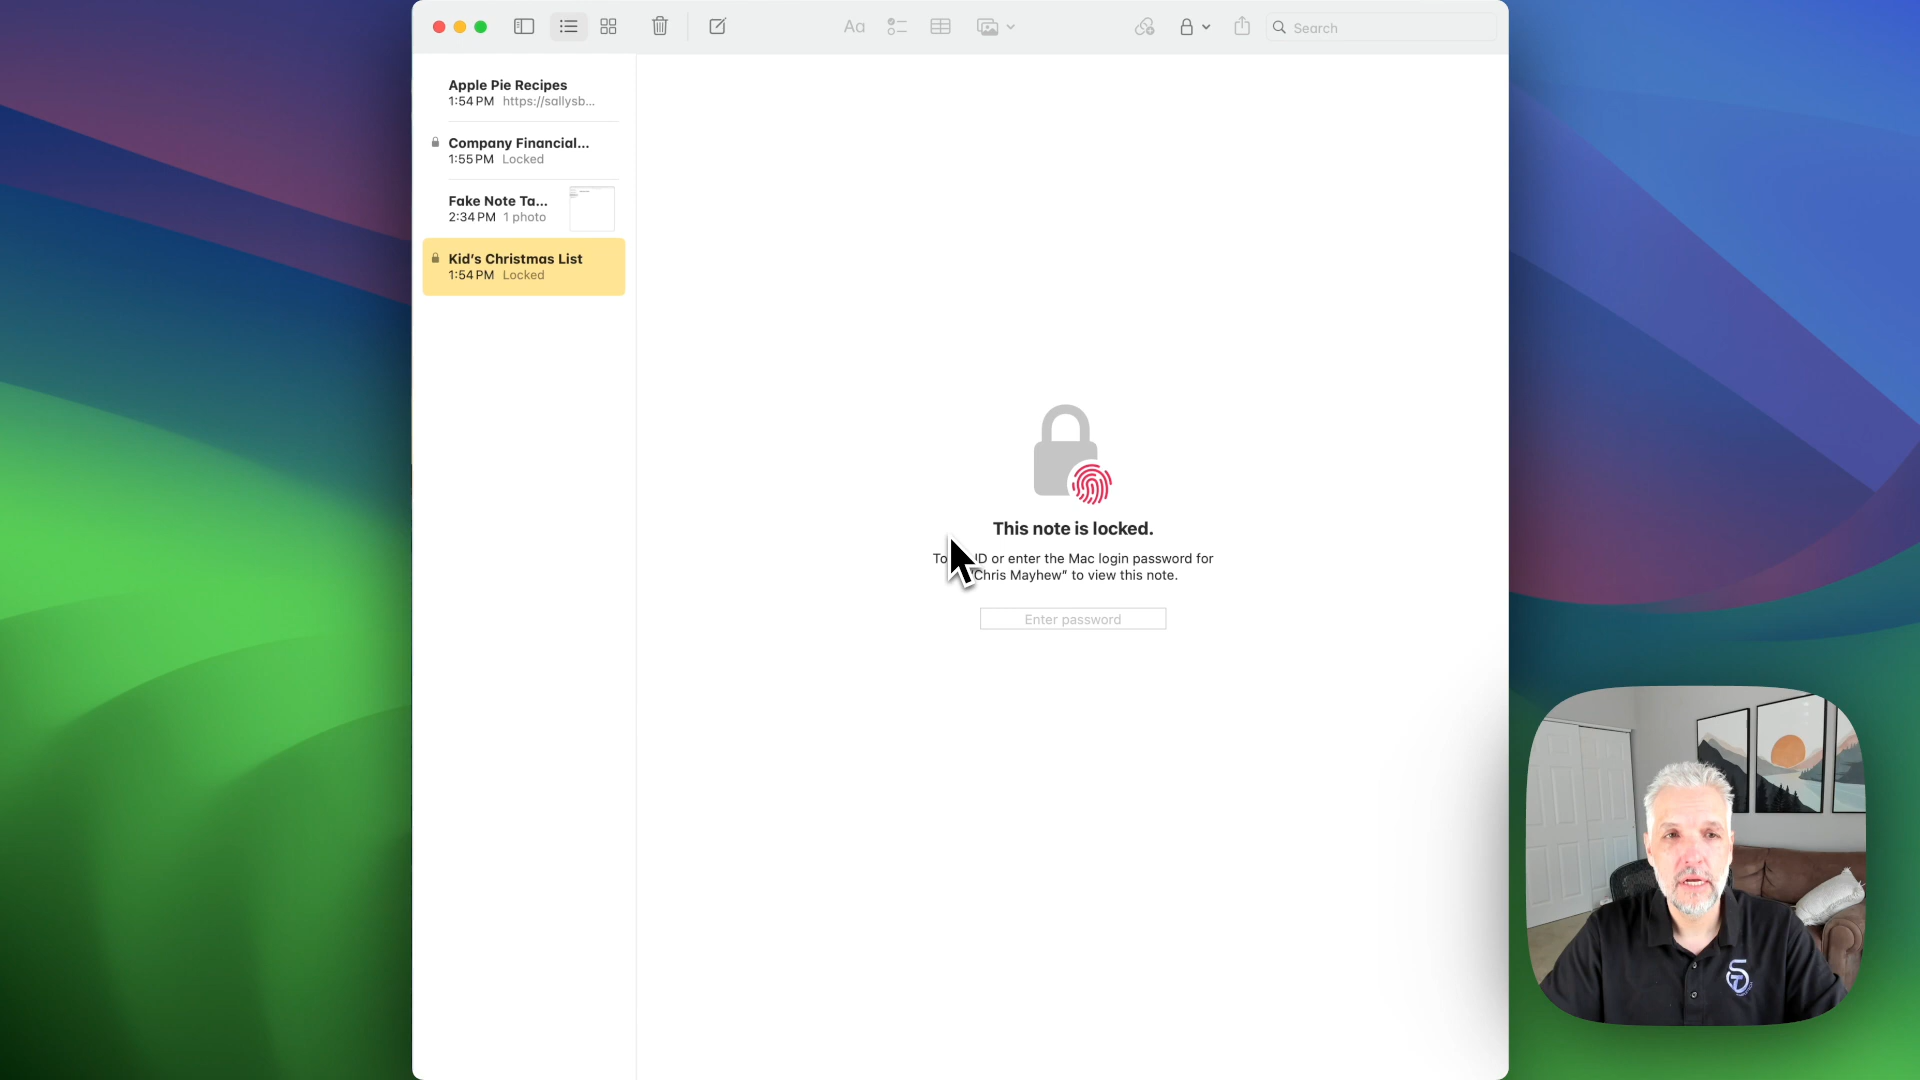 Aa
Search
Apple Pie Recipes
1:54 PM https://sallysb...
Company Financial...
1:55 PM Locked
Fake Note Ta...
2:34 PM 1 photo
Kid's Christmas List
1:54 PM Locked
This note is locked.
ID or enter the Mac login password for
"Chris Mayhew" to view this note.
Enter password